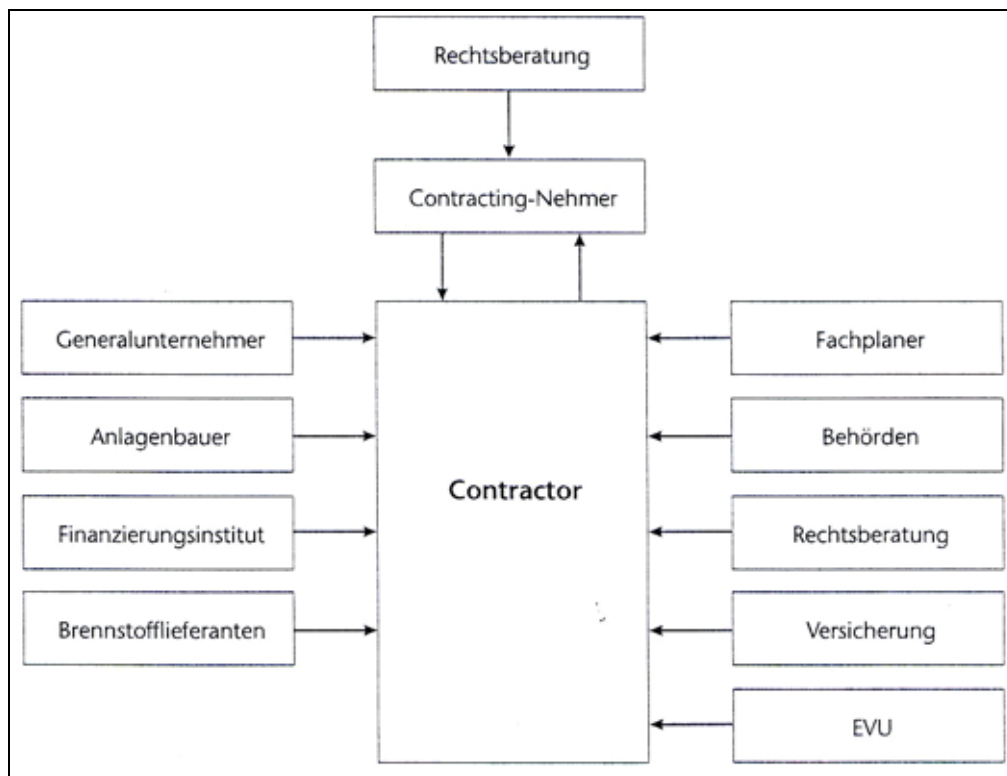 Rechtsberatung
Contracting-Nehmer
Generalunternehmer
Fachplaner
Anlagenbauer
Behörden
Contractor
Finanzierungsinstitut
Rechtsberatung
Brennstofflieferanten
Versicherung
EVU